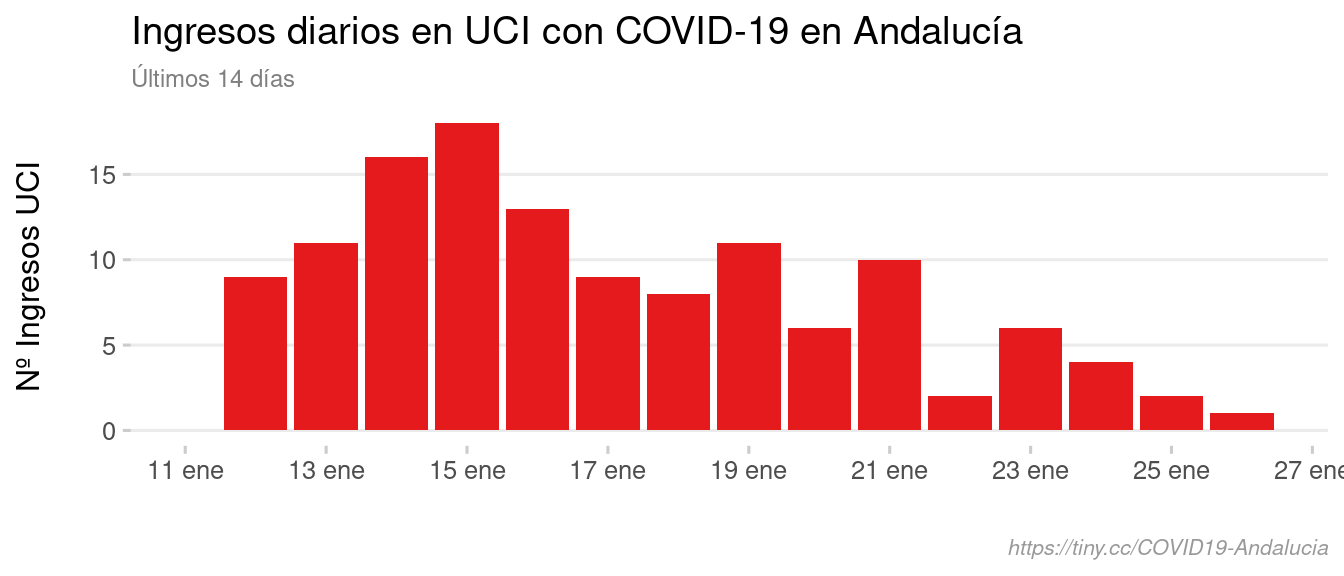 Ingresos diarios en UCI con COVID-19 en Andalucía
Últimos 14 días
Nº Ingresos UCI
15
10
5
0
11 ene 13 ene 15 ene 17 ene 19 ene 21 ene 23 ene 25 ene 27 ene
https://tiny.cc/COVID19-Andalucia